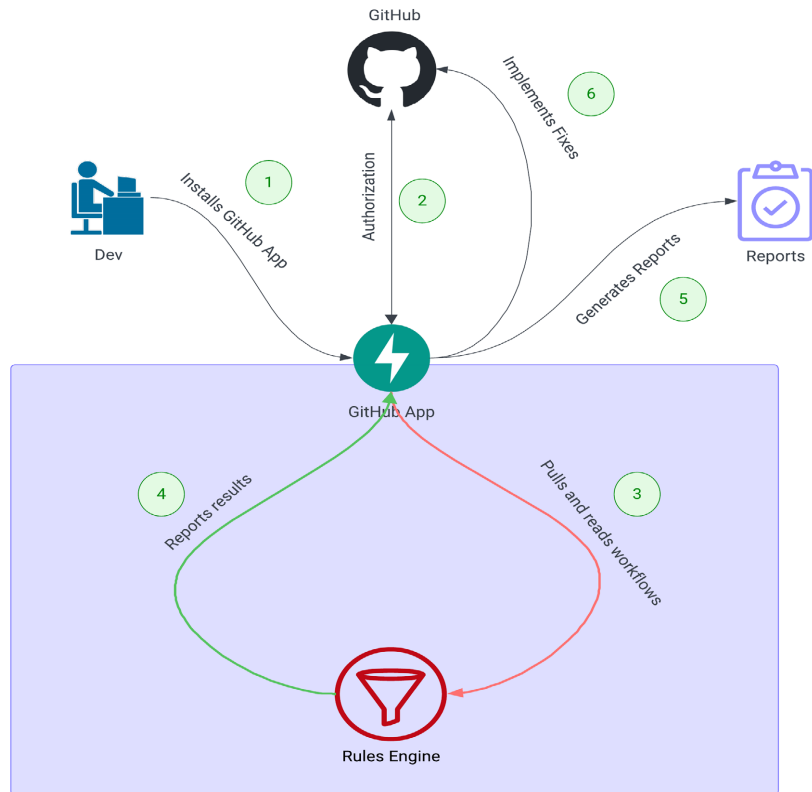 GitHub
Implements Fixes
6
Installs GitHub App
1
Authorization
2
Dev
Reports
Generates Reports
5
GitHub App
4
Reports results
Pulls and reads workflows
3
Rules Engine